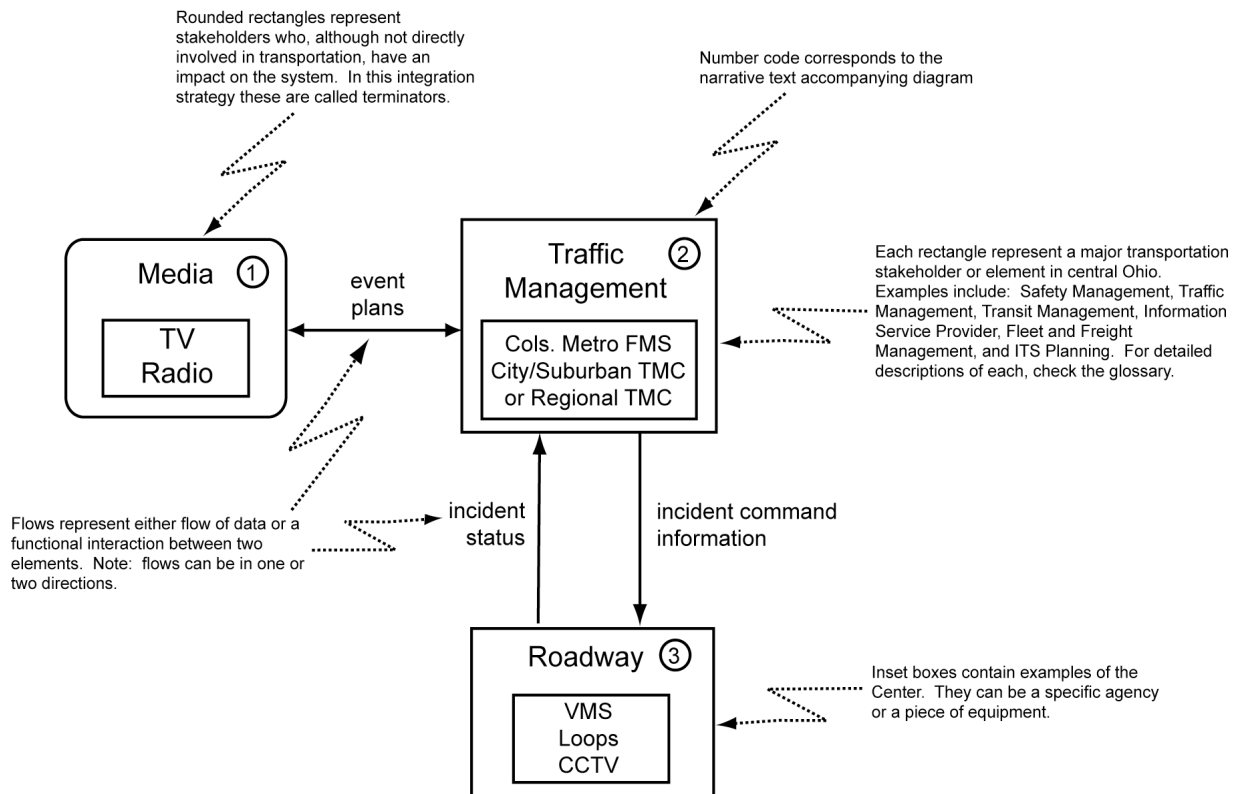 Rounded rectangles represent
stakeholders who, although not directly
involved in transportation, have an
impact on the system.  In this integration
strategy these are called terminators.
Number code corresponds to the
narrative text accompanying diagram
Media 1
TV
Radio
event
plans
Traffic
Management
2
Cols. Metro FMS
City/Suburban TMC
or Regional TMC
Each rectangle represent a major transportation
stakeholder or element in central Ohio.
Examples include:  Safety Management, Traffic
Management, Transit Management, Information
Service Provider, Fleet and Freight
Management, and ITS Planning.  For detailed
descriptions of each, check the glossary.
Flows represent either flow of data or a
functional interaction between two
elements.  Note:  flows can be in one or
two directions.
incident
status
incident command
information
Roadway 3
VMS
Loops
CCTV
Inset boxes contain examples of the
Center.  They can be a specific agency
or a piece of equipment.